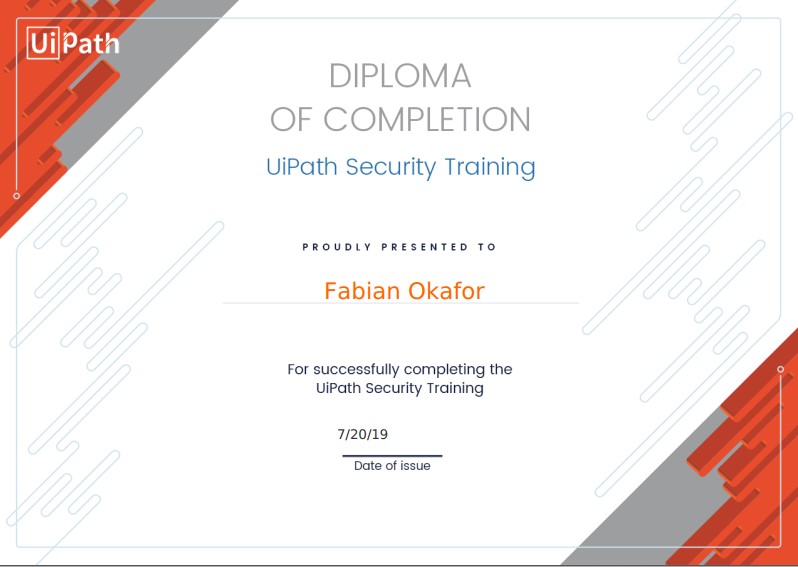 UiPath
DIPLOMA
OF COMPLETION
UiPath Security Training
PROUDLY PRESENTED TO
Fabian Okafor
For successfully completing the
UiPath Security Training
7/20/19
Date of issue